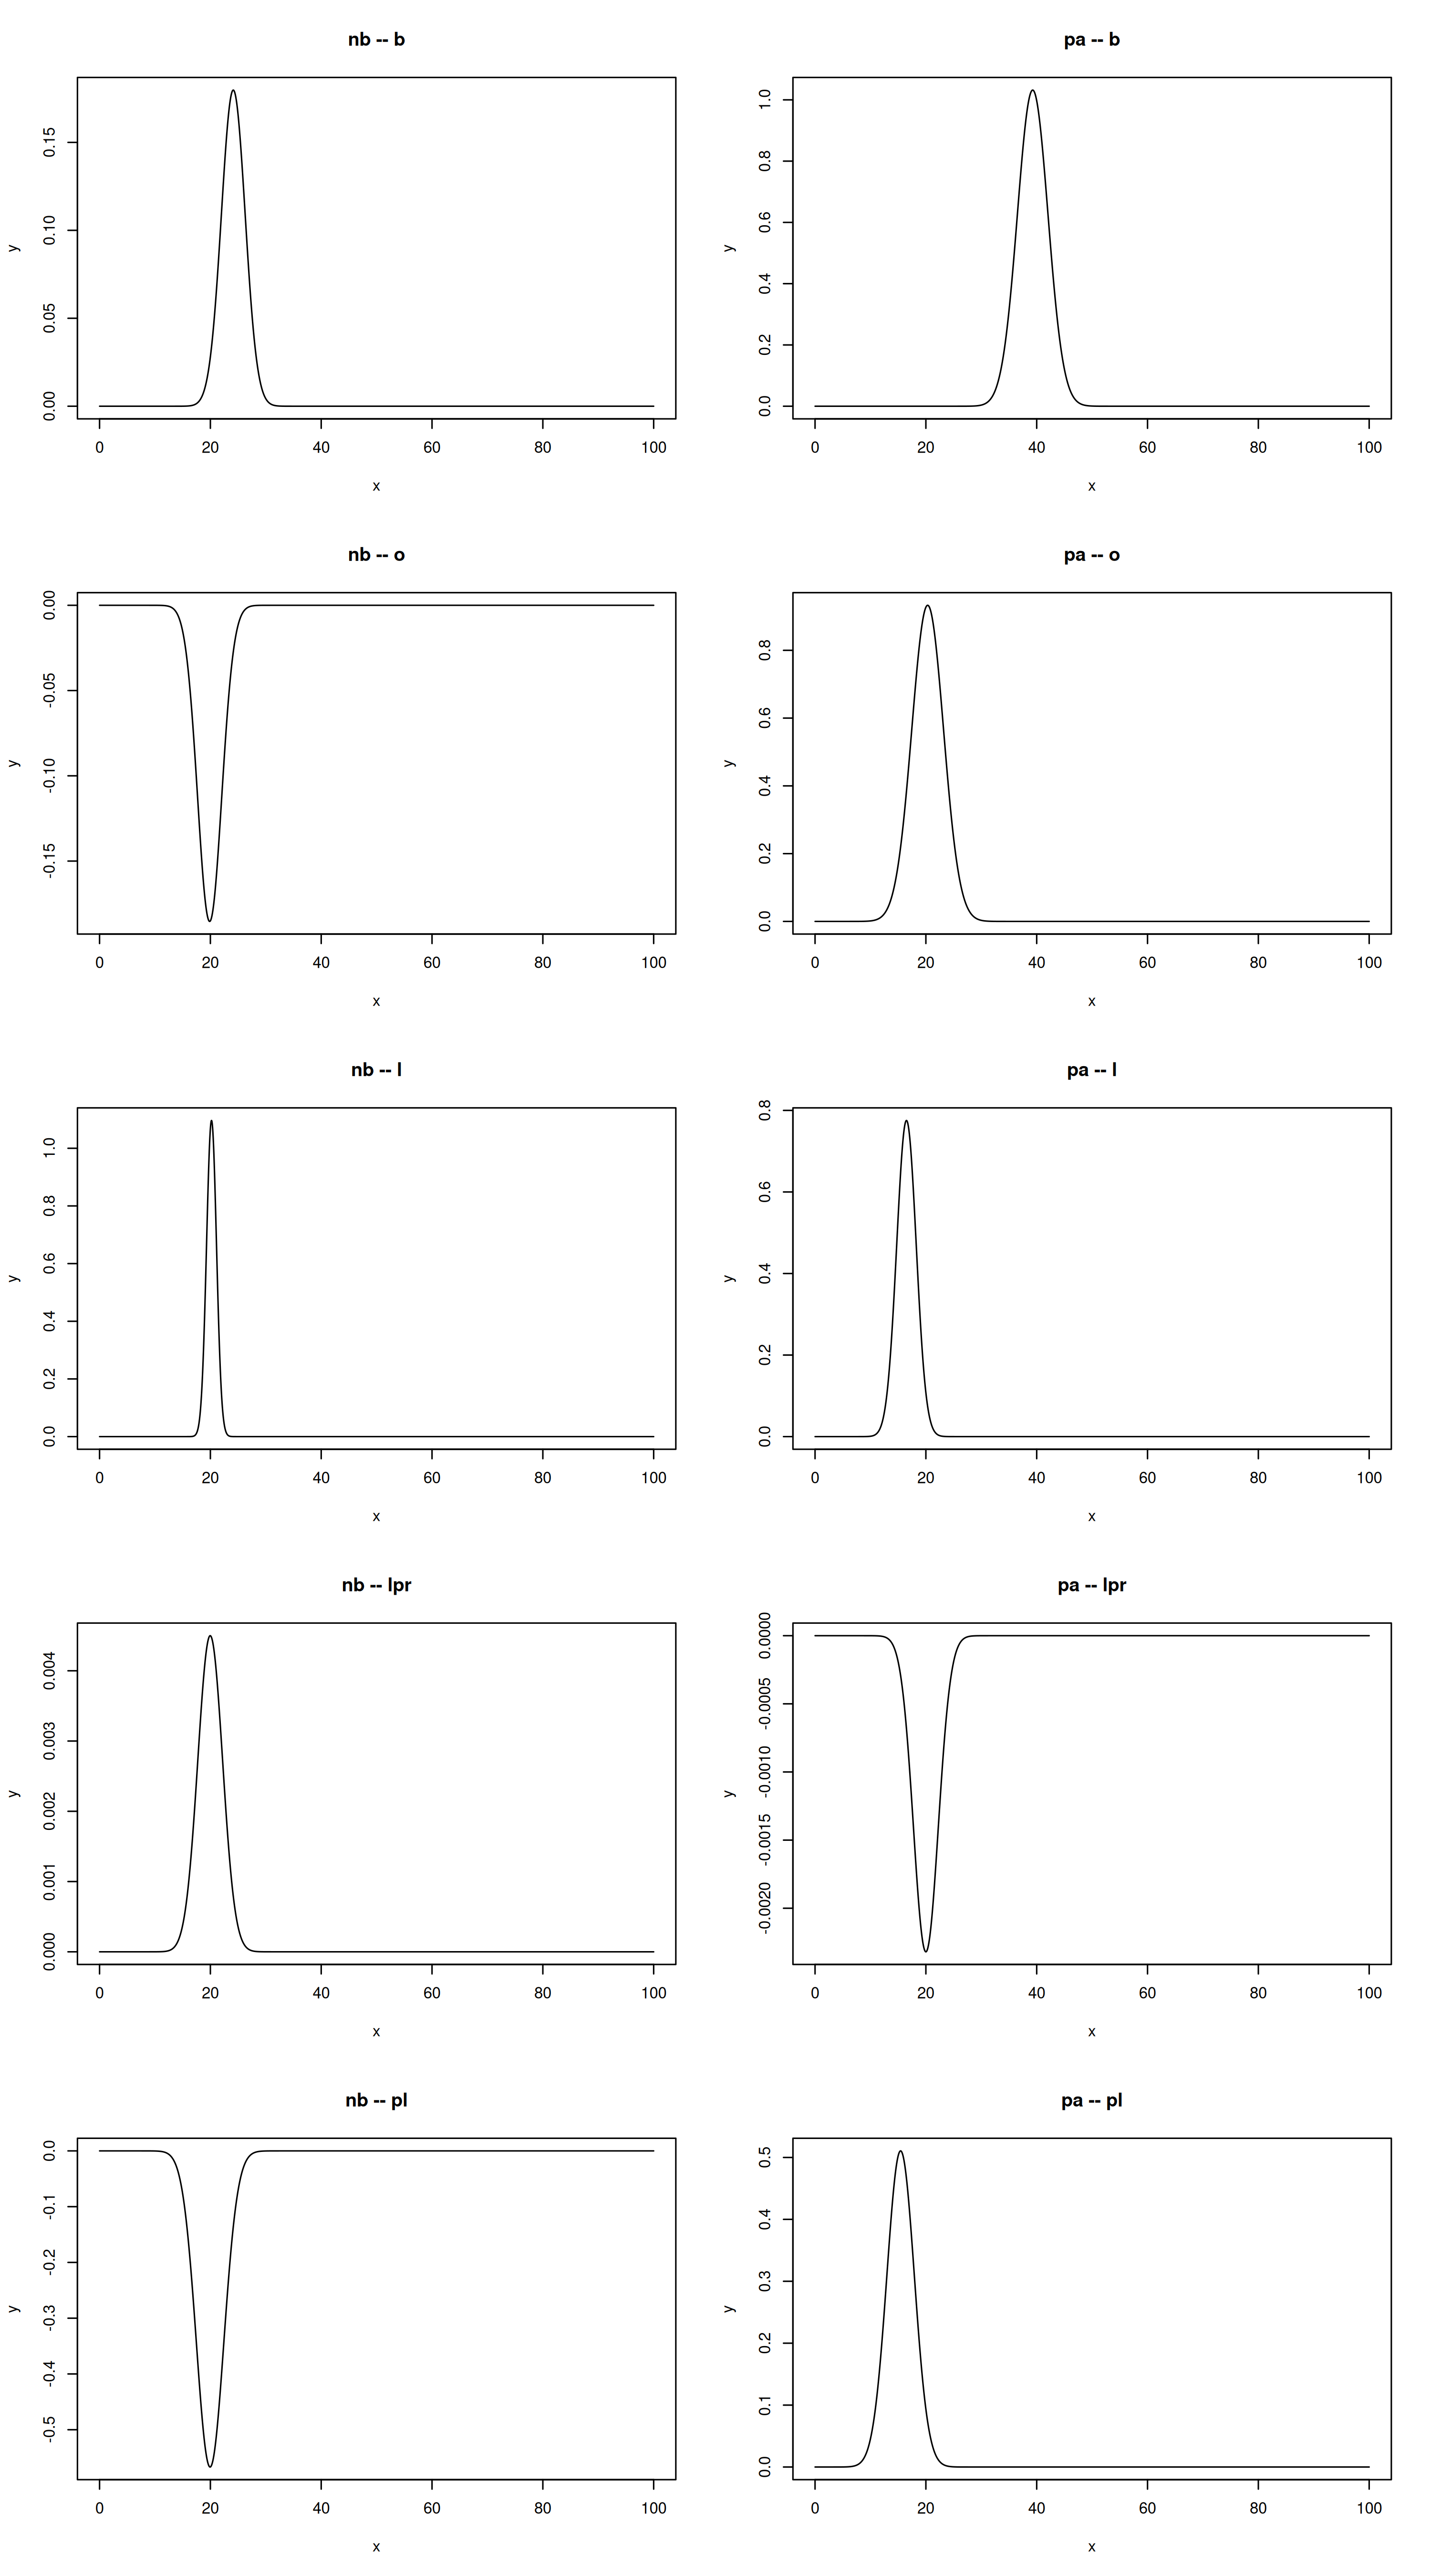 nb -- b
y
0.15
0.10
0.05
0.00
0 20 40 60 80 100
x
pa -- b
y
1.0
0.8
0.6
0.4
0.2
0.0
0 20 40 60 80 100
x
nb -- o
y
0.00
-0.05
-0.10
-0.15
0 20 40 60 80 100
x
pa -- o
y
0.8
0.6
0.4
0.2
0.0
0 20 40 60 80 100
x
nb -- l
y
1.0
0.8
0.6
0.4
0.2
0.0
0 20 40 60 80 100
x
pa -- l
y
0.8
0.6
0.4
0.2
0.0
0 20 40 60 80 100
x
nb -- lpr
y
0.004
0.003
0.002
0.001
0.000
0 20 40 60 80 100
x
pa -- lpr
y
0.0000
-0.0005
-0.0010
-0.0015
-0.0020
0 20 40 60 80 100
x
nb -- pl
y
0.0
-0.1
-0.2
-0.3
-0.4
-0.5
0 20 40 60 80 100
x
pa -- pl
y
0.5
0.4
0.3
0.2
0.1
0.0
0 20 40 60 80 100
x